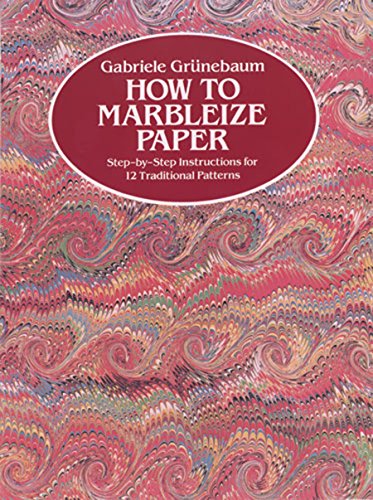 Gabriele Grünebaum
HOW TO
MARBLEIZE
PAPER
Step-by-Step Instructions for
12 Traditional Patterns